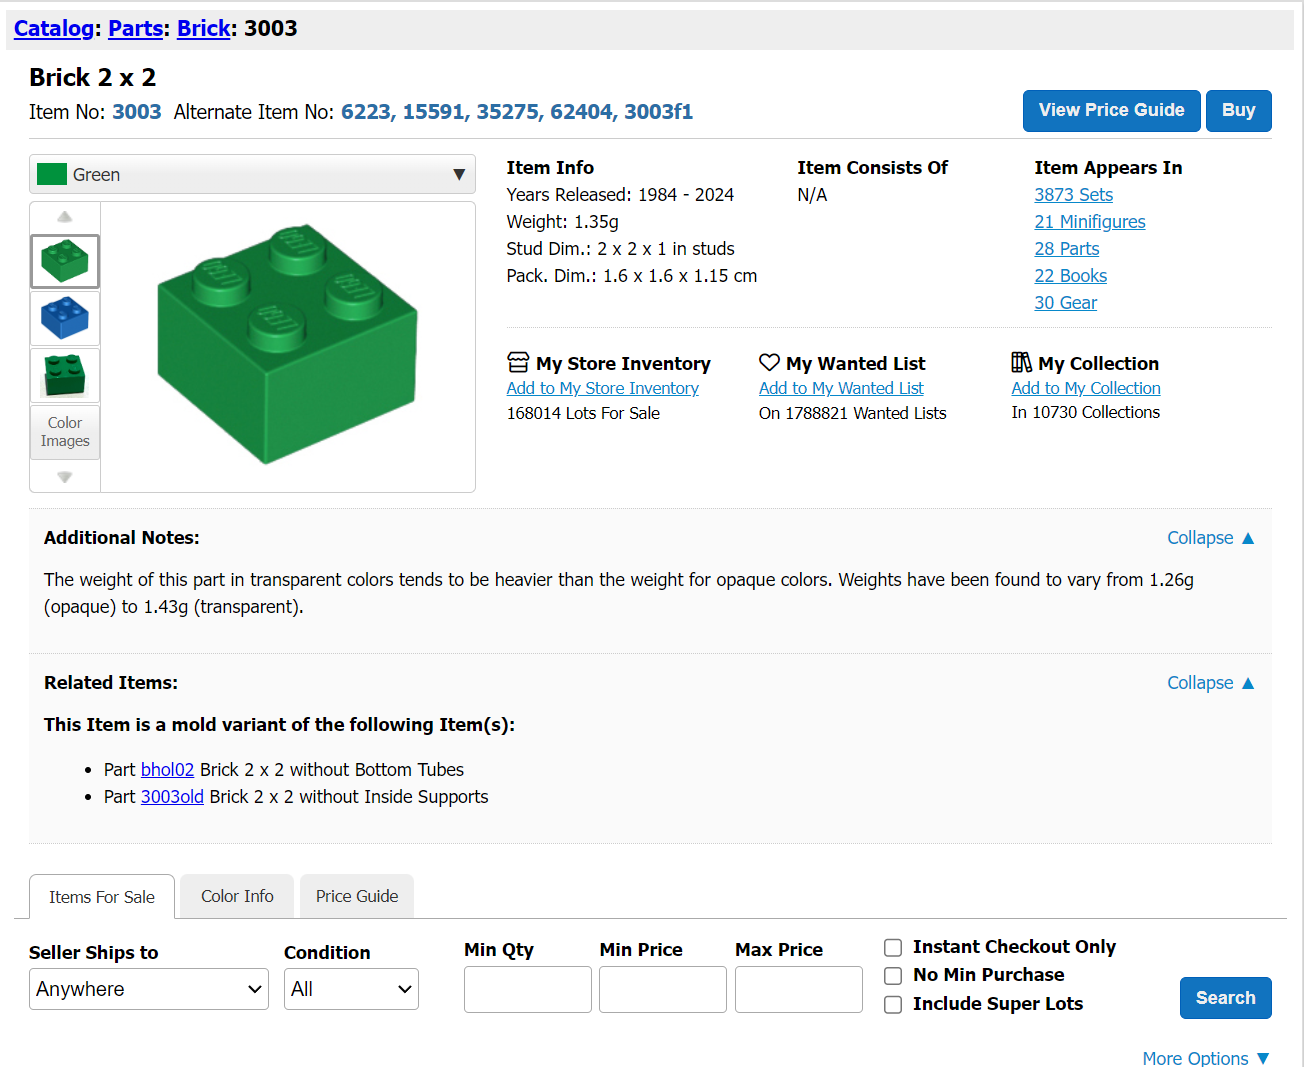 Catalog: Parts: Brick: 3003
Brick 2 x 2
Item No: 3003 Alternate Item No: 6223, 15591, 35275, 62404, 3003f1
View Price Guide
Buy
Green
Color
Images
Item Info
Years Released: 1984 - 2024
Weight: 1.35g
Stud Dim.: 2 x 2 x 1 in studs
Pack. Dim.: 1.6 x 1.6 x 1.15 cm
Item Consists Of
N/A
Item Appears In
3873 Sets
21 Minifigures
28 Parts
22 Books
30 Gear
My Store Inventory
Add to My Store Inventory
168014 Lots For Sale
My Wanted List
Add to My Wanted List
On 1788821 Wanted Lists
My Collection
Add to My Collection
In 10730 Collections
Additional Notes:
Collapse ▲
The weight of this part in transparent colors tends to be heavier than the weight for opaque colors. Weights have been found to vary from 1.26g
(opaque) to 1.43g (transparent).
Related Items:
Collapse ▲
This Item is a mold variant of the following Item(s):
• Part bhol02 Brick 2 x 2 without Bottom Tubes
• Part 3003old Brick 2 x 2 without Inside Supports
Items For Sale
Color Info
Price Guide
Seller Ships to
Anywhere
Condition
All
Min Qty
Min Price
Max Price
Instant Checkout Only
No Min Purchase
Include Super Lots
Search
More Options ▼